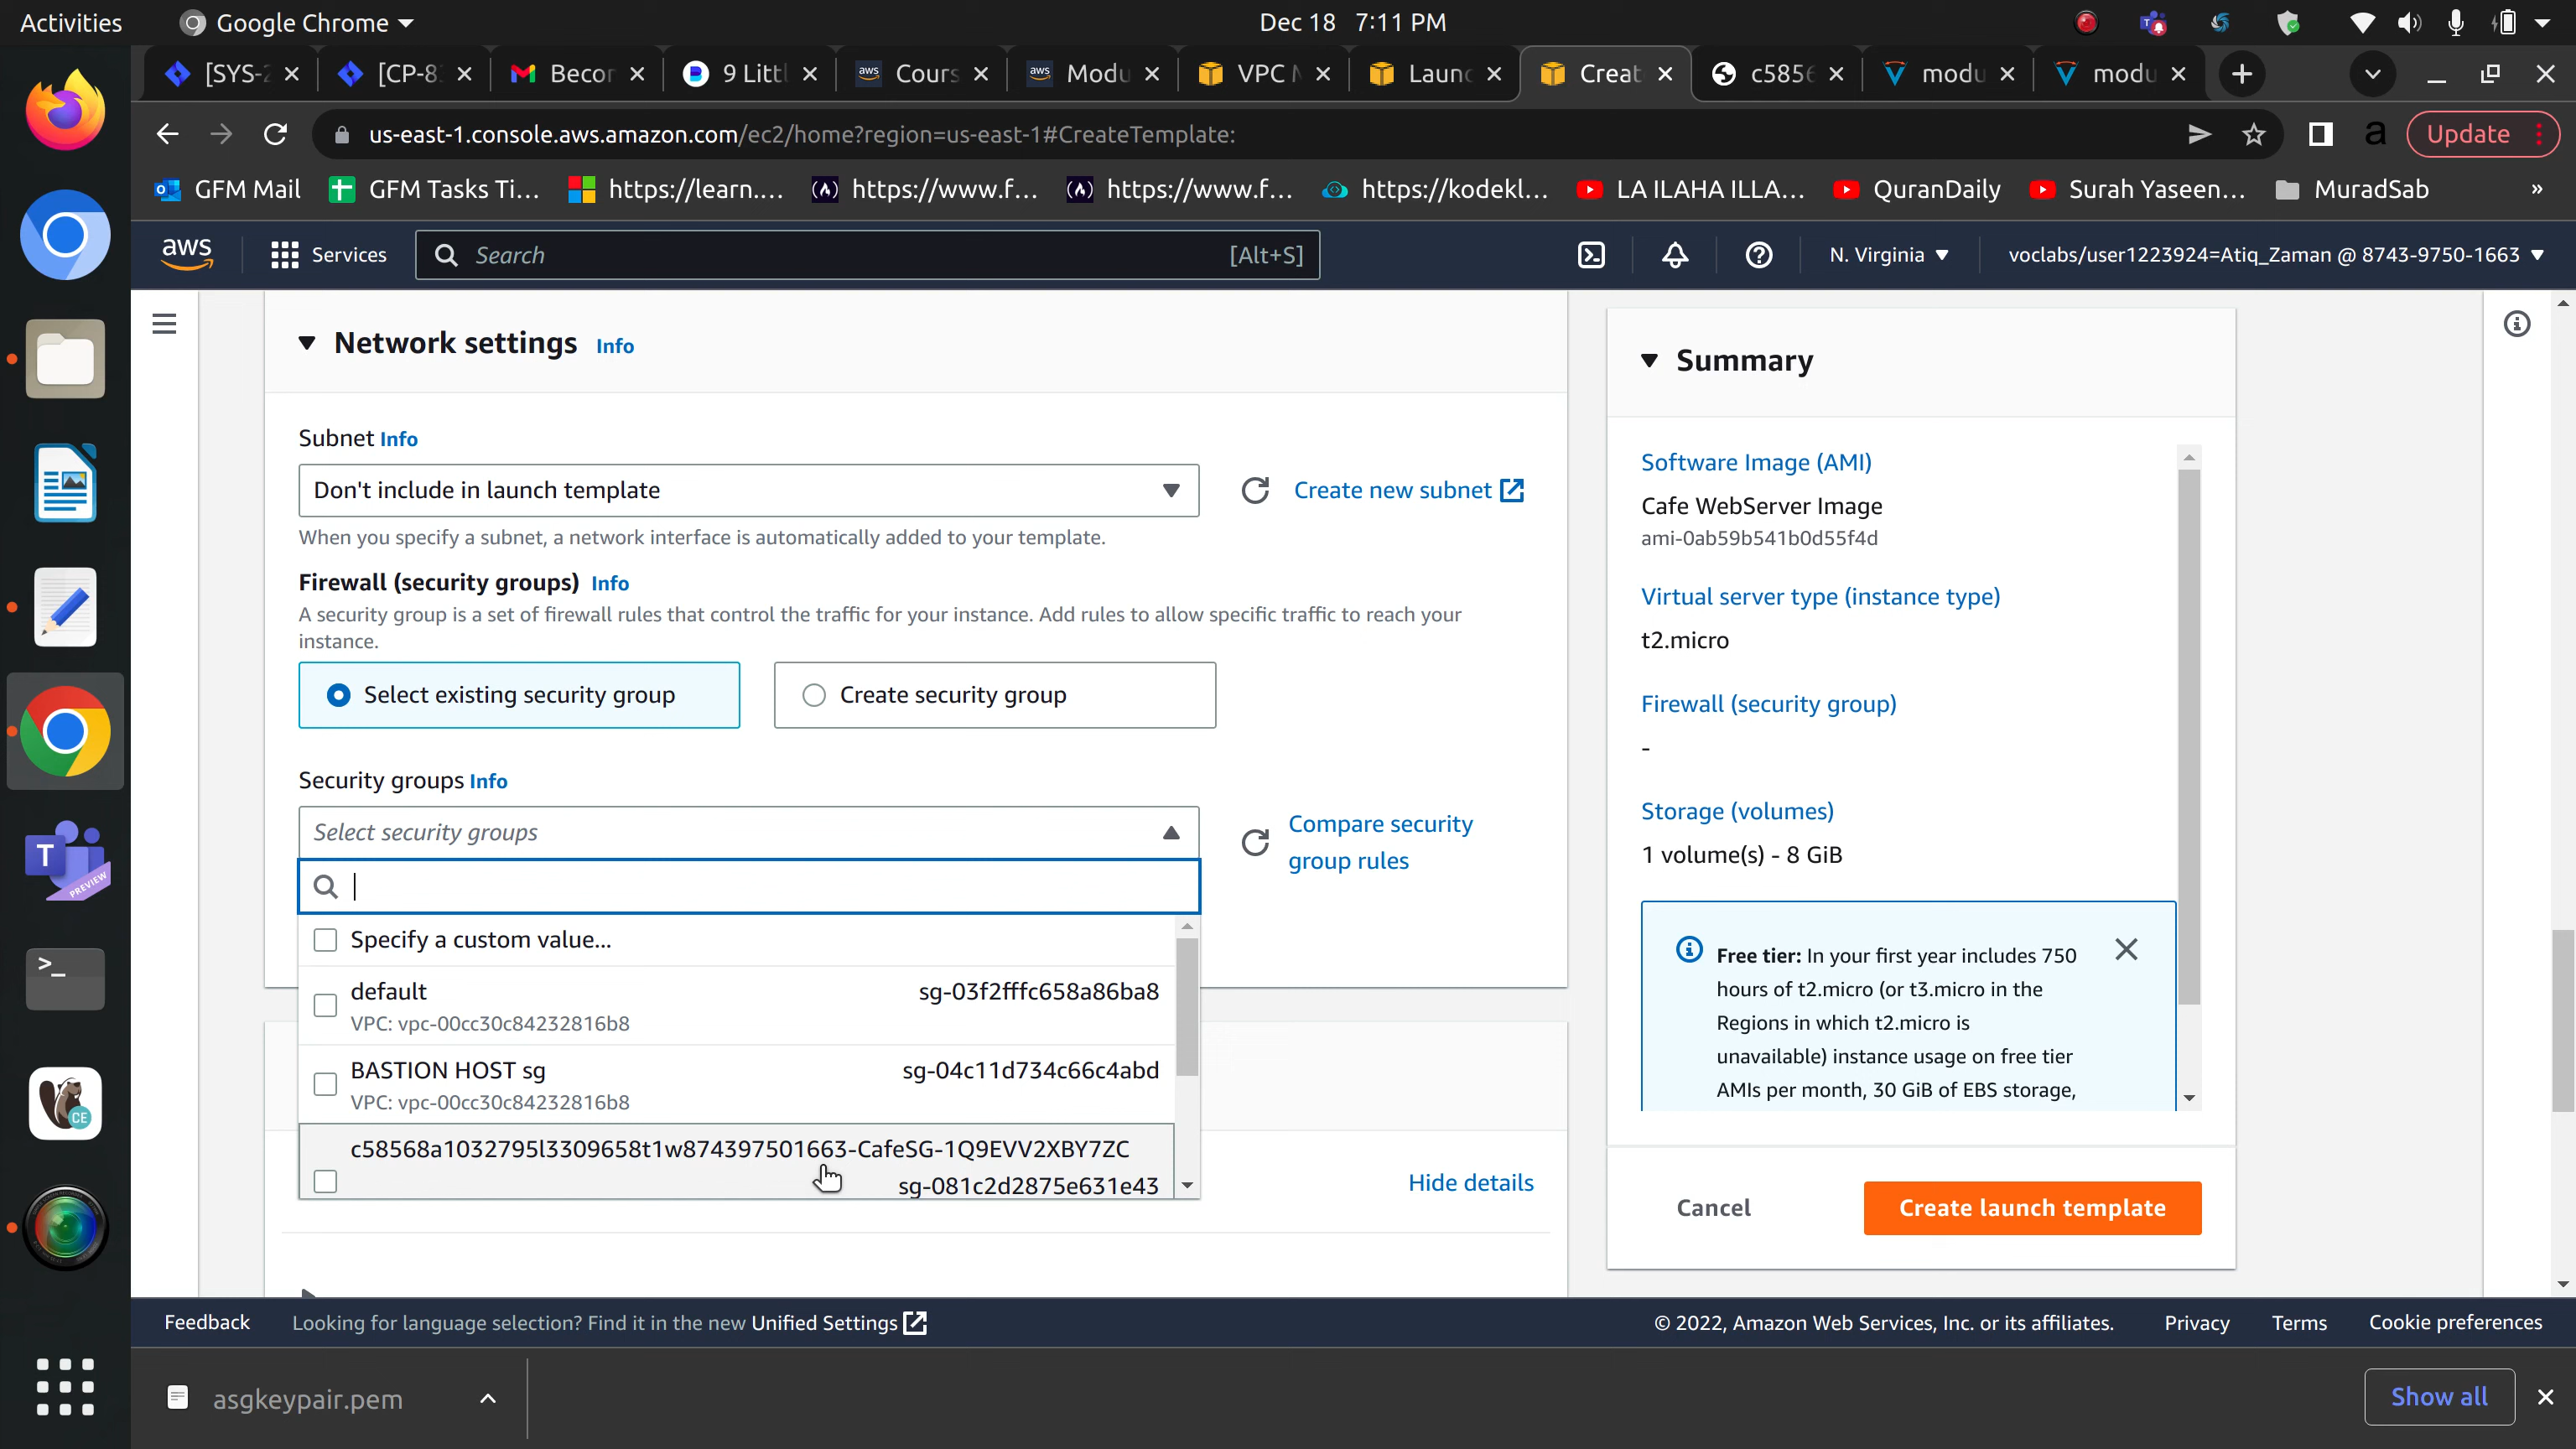 Activities
Google Chrome
Dec 18 7:11 PM
[SYS-2
[CP-8
Becor
9 Littl
Cours
Modu
VPC
Launc
Creat
c5856
modu
modu
us-east-1.console.aws.amazon.com/ec2/home?region=us-east-1#CreateTemplate:
a
Update
GFM Mail
GFM Tasks Ti...
https://learn....
https://www.f...
https://www.f...
https://kodekl...
LA ILAHA ILLA...
QuranDaily
Surah Yaseen...
MuradSab
»
aws
Services
Search
[Alt+S]
N. Virginia
voclabs/user1223924=Atiq_Zaman @ 8743-9750-1663
Network settings Info
Subnet Info
Don't include in launch template
Create new subnet
When you specify a subnet, a network interface is automatically added to your template.
Firewall (security groups) Info
A security group is a set of firewall rules that control the traffic for your instance. Add rules to allow specific traffic to reach your
instance.
Select existing security group
Create security group
Security groups Info
Select security groups
Compare security
group rules
Specify a custom value...
default
sg-03f2fffc658a86ba8
VPC: vpc-00cc30c84232816b8
BASTION HOST sg
sg-04c11d734c66c4abd
VPC: vpc-00cc30c84232816b8
c58568a1032795l3309658t1w874397501663-CafeSG-1Q9EVV2XBY7ZC
sg-081c2d2875e631e43
Hide details
Summary
Software Image (AMI)
Cafe WebServer Image
ami-0ab59b541b0d55f4d
Virtual server type (instance type)
t2.micro
Firewall (security group)
-
Storage (volumes)
1 volume(s) - 8 GiB
Free tier: In your first year includes 750
hours of t2.micro (or t3.micro in the
Regions in which t2.micro is
unavailable) instance usage on free tier
AMIs per month, 30 GiB of EBS storage,
Cancel
Create launch template
Feedback
Looking for language selection? Find it in the new Unified Settings
© 2022, Amazon Web Services, Inc. or its affiliates.
Privacy
Terms
Cookie preferences
asgkeypair.pem
Show all
T
PREVIEW
>_
CE